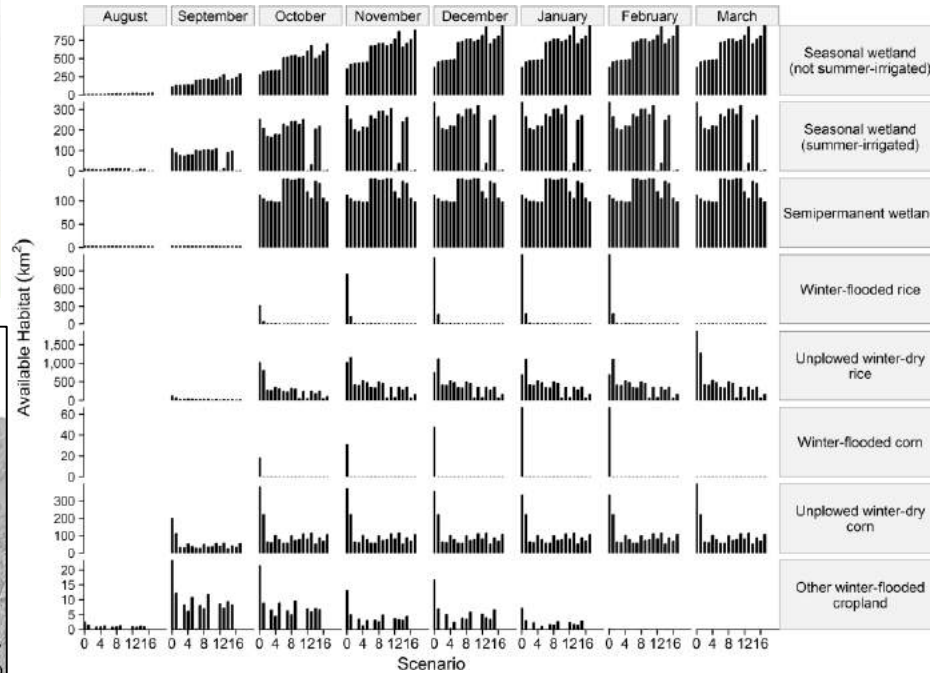 August September October November December January February March
750
500
250
0
Seasonal wetland
(not summer-irrigated)
300
200
100
0
Seasonal wetland
(summer-irrigated)
100
50
0
Semipermanent wetlan
900
600
300
0
Winter-flooded rice
1,500
1,000
500
0
Unplowed winter-dry
rice
60
40
20
0
Winter-flooded corn
300
200
100
0
Unplowed winter-dry
corn
20
15
10
5
0
Other winter-flooded
cropland
Available Habitat (km²)
0 4 8 1216 0 4 8 1216 0 4 8 1216 0 4 8 1216 0 4 8 1216 0 4 8 1216 0 4 8 1216 0 4 8 1216
Scenario